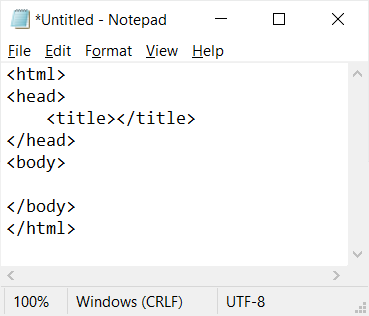 *Untitled - Notepad
File Edit Format View Help
<html>
<head>
    <title></title>
</head>
<body>

</body>
</html>
100% Windows (CRLF) UTF-8